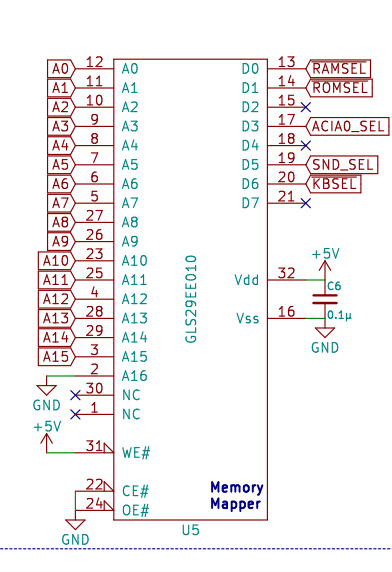 A0 12 A0 D0 13 RAMSEL
A1 11 A1 D1 14 ROMSEL
A2 10 A2 D2 15
A3 9 A3 D3 17 ACIA0_SEL
A4 8 A4 D4 18
A5 7 A5 D5 19 SND_SEL
A6 6 A6 D6 20 KBSEL
A7 5 A7 D7 21
A8 27 A8
A9 26 A9
A10 23 A10
A11 25 A11 Vdd 32
A12 4 A12
A13 28 A13 Vss 16
A14 29 A14
A15 3 A15
2 A16
30 NC
1 NC
31 WE#
22 CE#
24 OE#
GND
+5V
GND
GLS29EE010
+5V
C6
0.1µ
GND
Memory
Mapper
U5